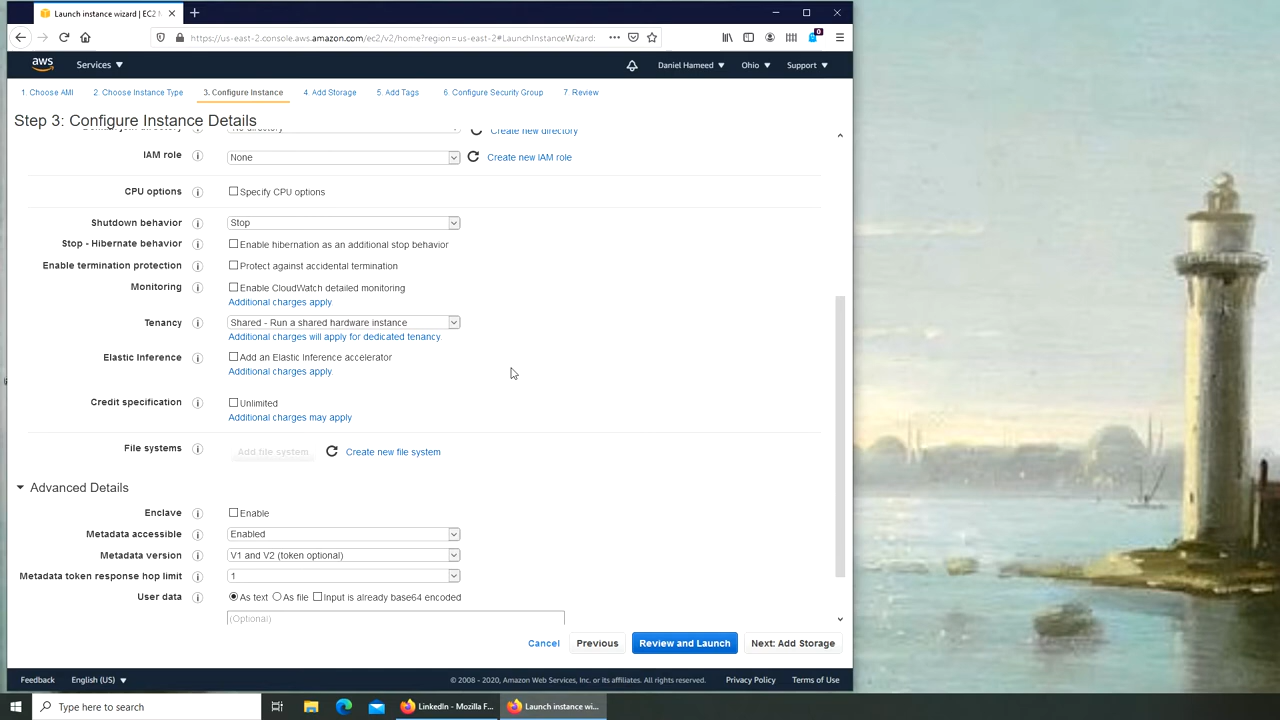 Launch instance wizard | EC2 M
0
https://us-east-2.console.aws.amazon.com/ec2/v2/home?region=us-east-2#LaunchInstanceWizard:
aws
Services
Daniel Hameed
Ohio
Support
1. Choose AMI
2. Choose Instance Type
3. Configure Instance
4. Add Storage
5. Add Tags
6. Configure Security Group
7. Review
Step 3: Configure Instance Details
No directory
Create new directory
IAM role
None
Create new IAM role
CPU options
Specify CPU options
Shutdown behavior
Stop
Stop - Hibernate behavior
Enable hibernation as an additional stop behavior
Enable termination protection
Protect against accidental termination
Monitoring
Enable CloudWatch detailed monitoring
Additional charges apply.
Tenancy
Shared - Run a shared hardware instance
Additional charges will apply for dedicated tenancy.
Elastic Inference
Add an Elastic Inference accelerator
Additional charges apply.
Credit specification
Unlimited
Additional charges may apply
File systems
Add file system
Create new file system
Advanced Details
Enclave
Enable
Metadata accessible
Enabled
Metadata version
V1 and V2 (token optional)
Metadata token response hop limit
1
User data
As text
As file
Input is already base64 encoded
(Optional)
Cancel
Previous
Review and Launch
Next: Add Storage
Feedback
English (US)
© 2008 - 2020, Amazon Web Services, Inc. or its affiliates. All rights reserved.
Privacy Policy
Terms of Use
Type here to search
LinkedIn - Mozilla F...
Launch instance wi...